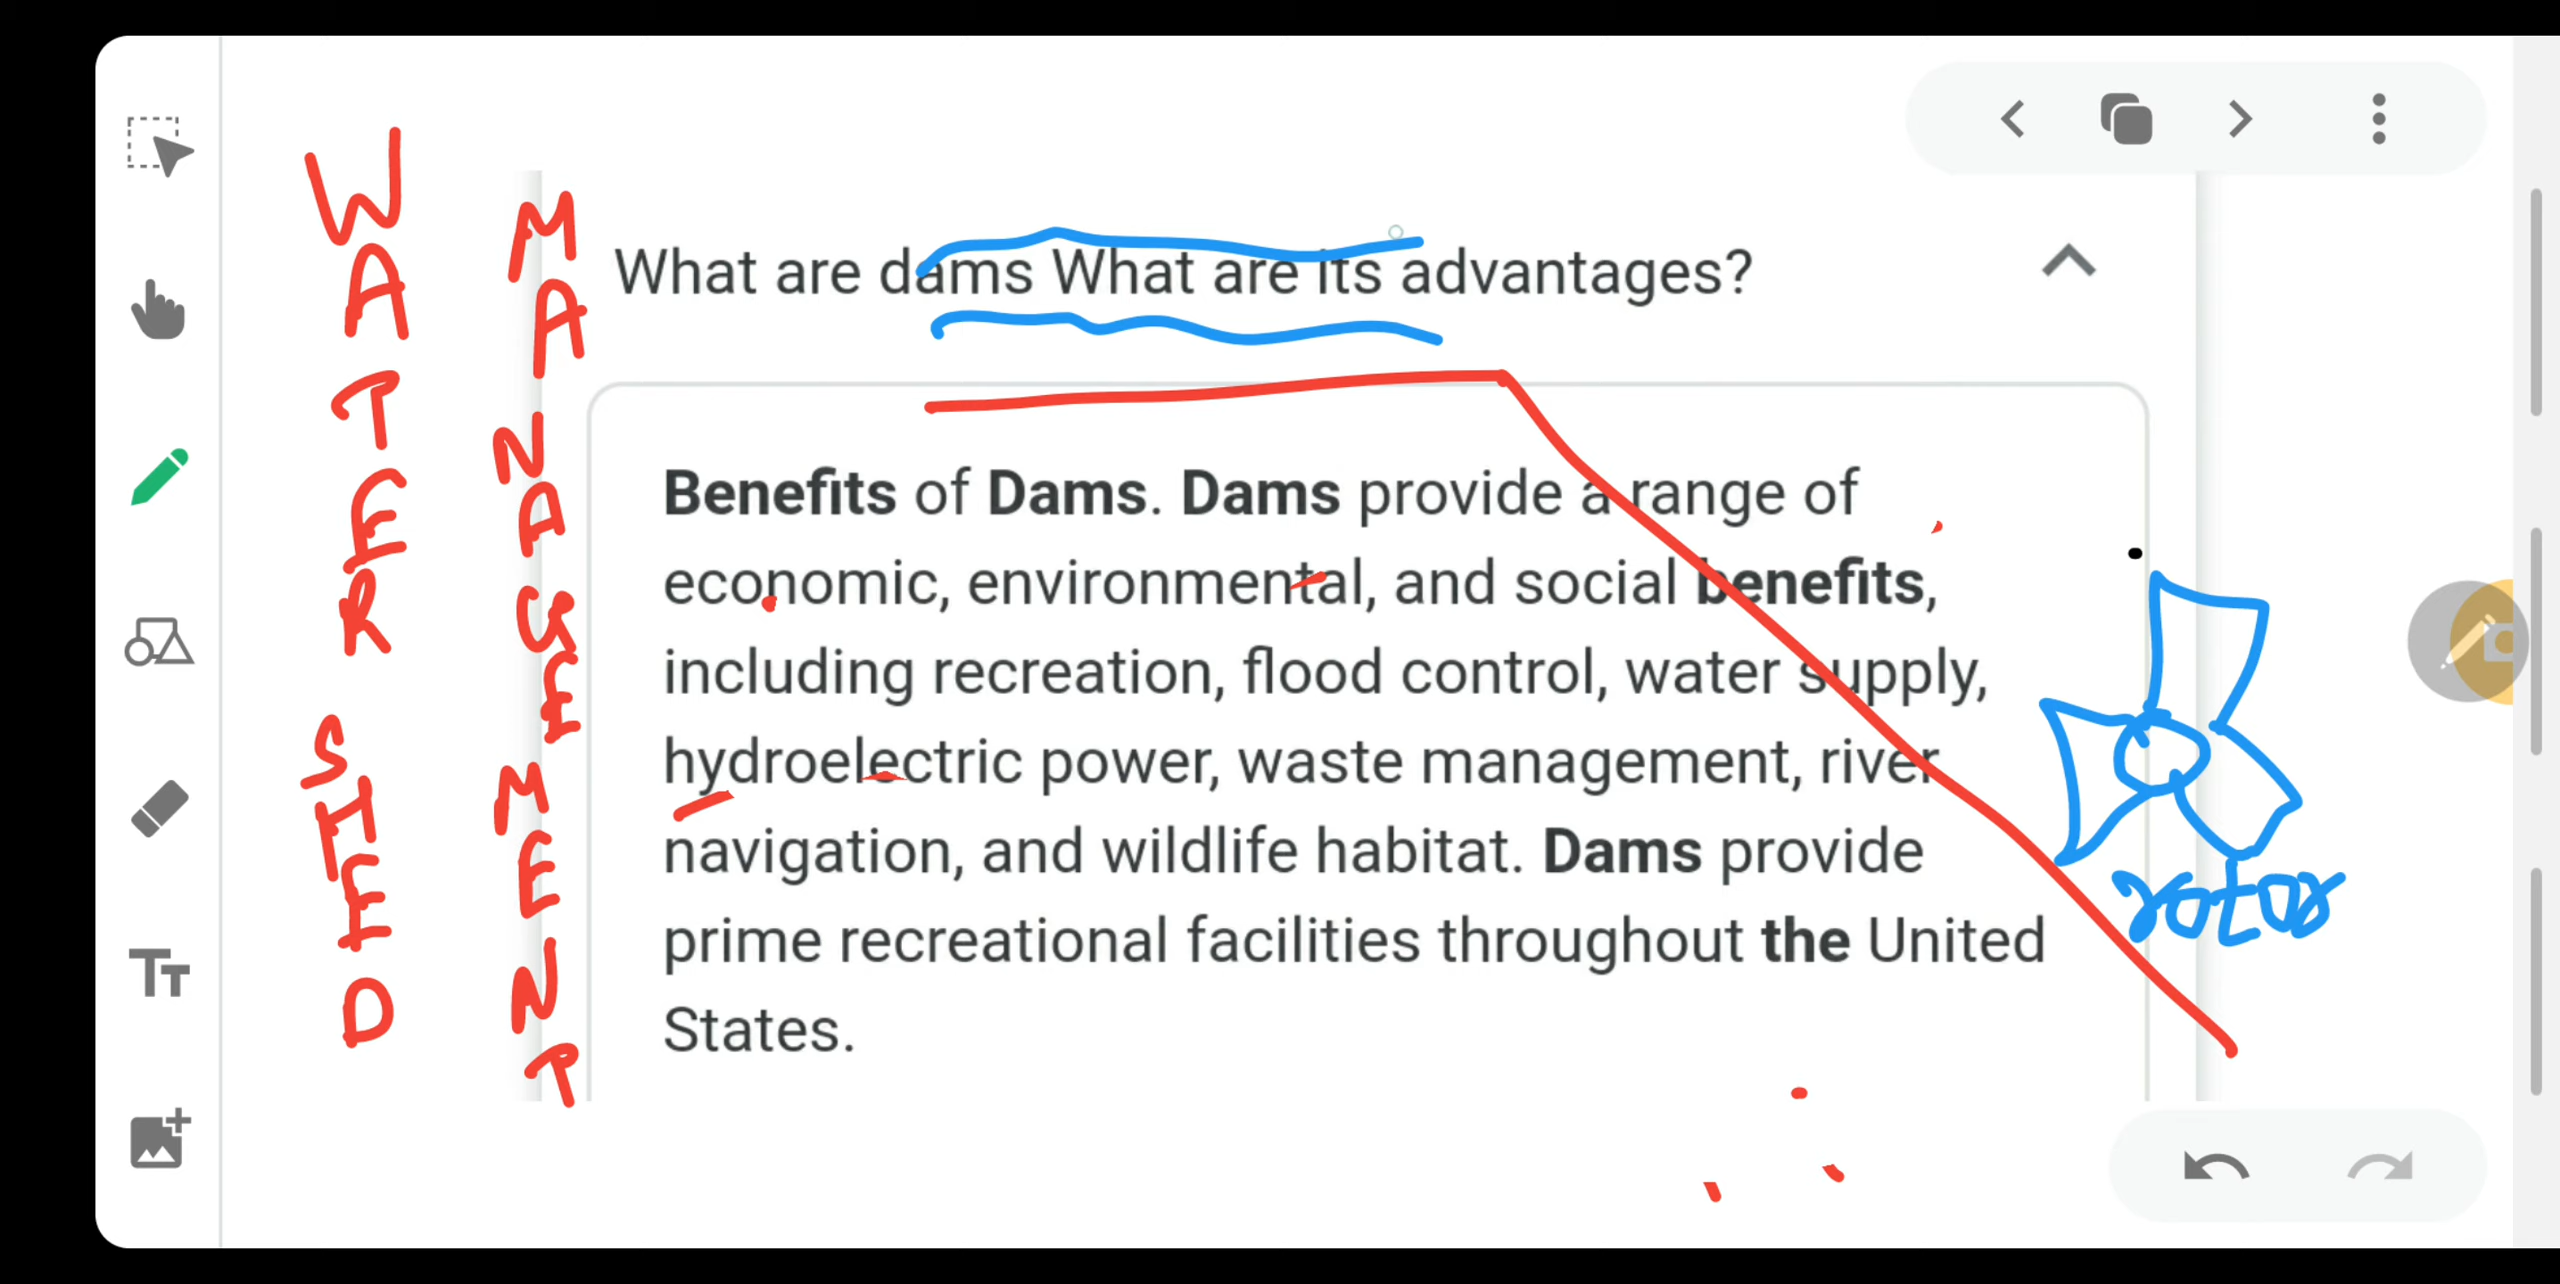 WATER SHED
MANAGEMENT
What are dams What are its advantages?
Benefits of Dams. Dams provide a range of
economic, environmental, and social benefits,
including recreation, flood control, water supply,
hydroelectric power, waste management, river
navigation, and wildlife habitat. Dams provide
prime recreational facilities throughout the United
States.
rotor
Tт